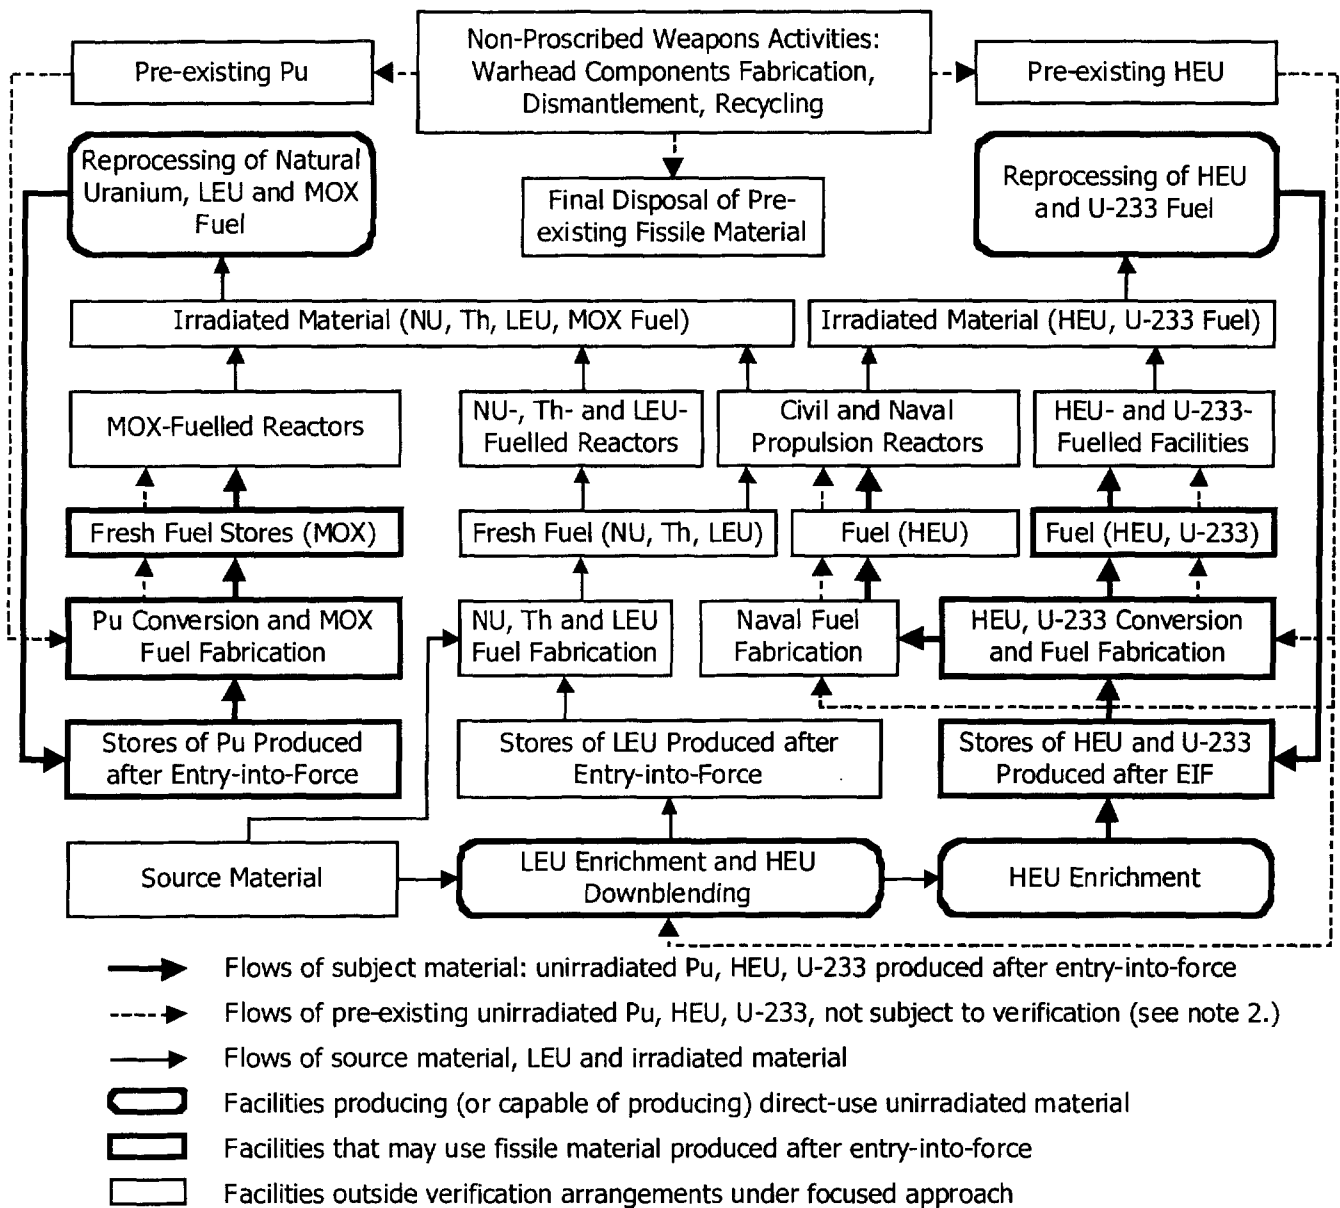 Non-Proscribed Weapons Activities:
Warhead Components Fabrication,
Dismantlement, Recycling
Pre-existing Pu
Pre-existing HEU
Reprocessing of Natural
Uranium, LEU and MOX
Fuel
Final Disposal of Pre-
existing Fissile Material
Reprocessing of HEU
and U-233 Fuel
Irradiated Material (NU, Th, LEU, MOX Fuel)
Irradiated Material (HEU, U-233 Fuel)
MOX-Fuelled Reactors
NU-, Th- and LEU-
Fuelled Reactors
Civil and Naval
Propulsion Reactors
HEU- and U-233-
Fuelled Facilities
Fresh Fuel Stores (MOX)
Fresh Fuel (NU, Th, LEU)
Fuel (HEU)
Fuel (HEU, U-233)
Pu Conversion and MOX
Fuel Fabrication
NU, Th and LEU
Fuel Fabrication
Naval Fuel
Fabrication
HEU, U-233 Conversion
and Fuel Fabrication
Stores of Pu Produced
after Entry-into-Force
Stores of LEU Produced after
Entry-into-Force
Stores of HEU and U-233
Produced after EIF
Source Material
LEU Enrichment and HEU
Downblending
HEU Enrichment
Flows of subject material: unirradiated Pu, HEU, U-233 produced after entry-into-force
Flows of pre-existing unirradiated Pu, HEU, U-233, not subject to verification (see note 2.)
Flows of source material, LEU and irradiated material
Facilities producing (or capable of producing) direct-use unirradiated material
Facilities that may use fissile material produced after entry-into-force
Facilities outside verification arrangements under focused approach